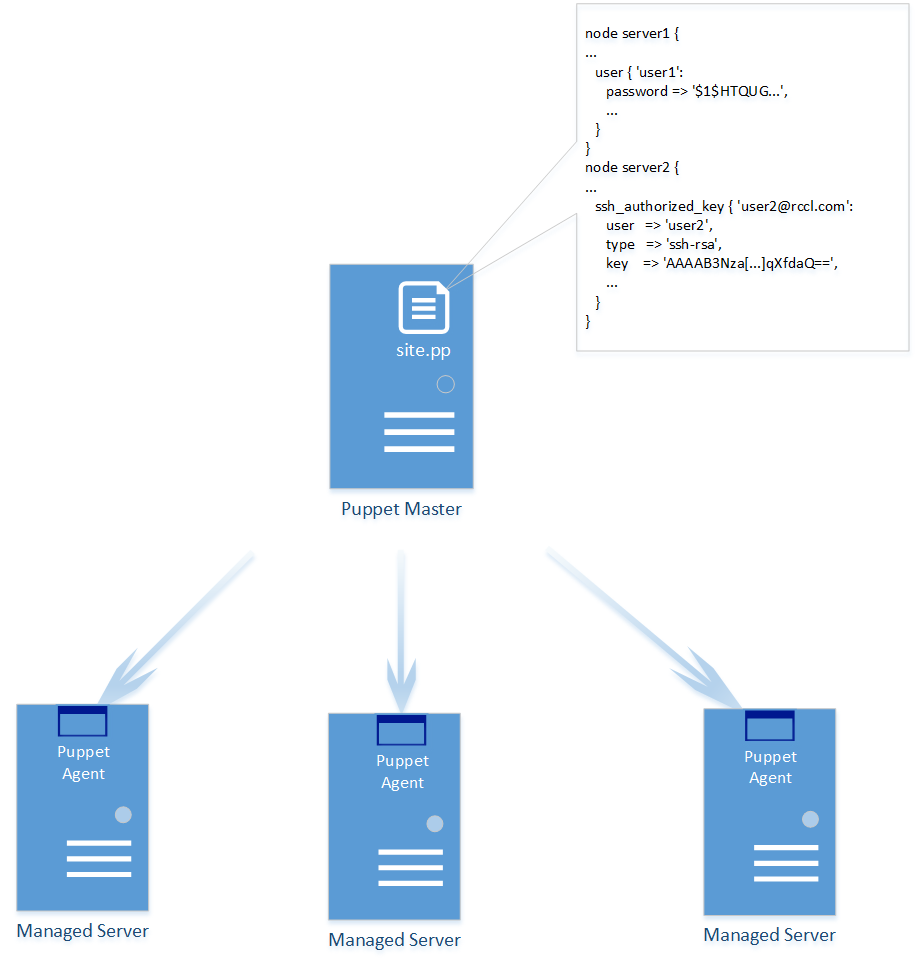 node server1 {
...
user { 'user1':
password => '$1$HTQUG...',
...
}
}
node server2 {
...
ssh_authorized_key { 'user2@rccl.com':
user => 'user2',
type => 'ssh-rsa',
key => 'AAAAB3Nza[...]qXfdaQ==',
...
}
}
site.pp
Puppet Master
Puppet
Agent
Managed Server
Puppet
Agent
Managed Server
Puppet
Agent
Managed Server